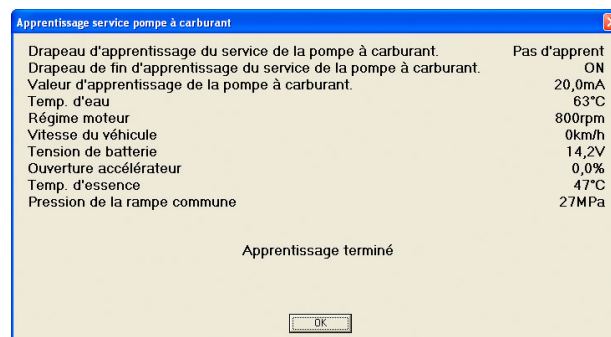 Apprentissage service pompe à carburant
Drapeau d'apprentissage du service de la pompe à carburant. Pas d'apprent
Drapeau de fin d'apprentissage du service de la pompe à carburant. ON
Valeur d'apprentissage de la pompe à carburant. 20,0mA
Temp. d'eau 63°C
Régime moteur 800rpm
Vitesse du véhicule 0km/h
Tension de batterie 14,2V
Ouverture accélérateur 0,0%
Temp. d'essence 47°C
Pression de la rampe commune 27MPa
Apprentissage terminé
OK